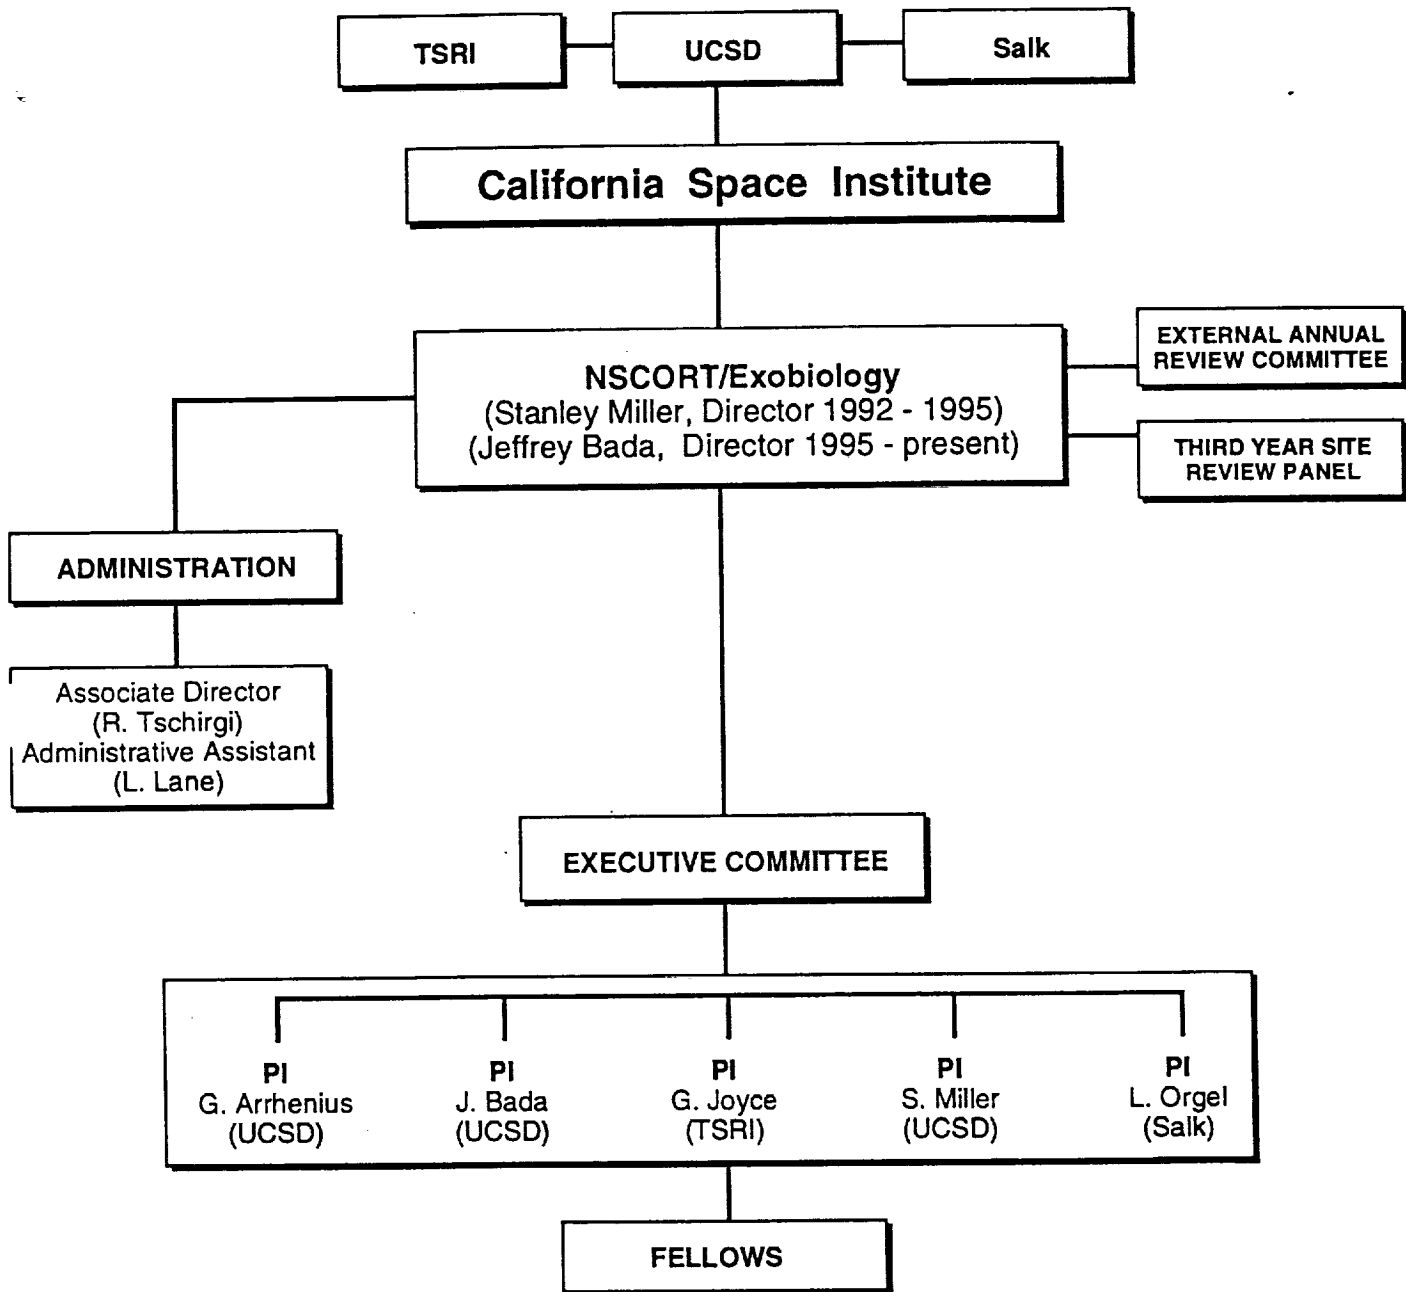 TSRI
UCSD
Salk
California Space Institute
NSCORT/Exobiology
(Stanley Miller, Director 1992 - 1995)
(Jeffrey Bada, Director 1995 - present)
EXTERNAL ANNUAL
REVIEW COMMITTEE
THIRD YEAR SITE
REVIEW PANEL
ADMINISTRATION
Associate Director
(R. Tschirgi)
Administrative Assistant
(L. Lane)
EXECUTIVE COMMITTEE
PI
G. Arrhenius
(UCSD)
PI
J. Bada
(UCSD)
PI
G. Joyce
(TSRI)
PI
S. Miller
(UCSD)
PI
L. Orgel
(Salk)
FELLOWS